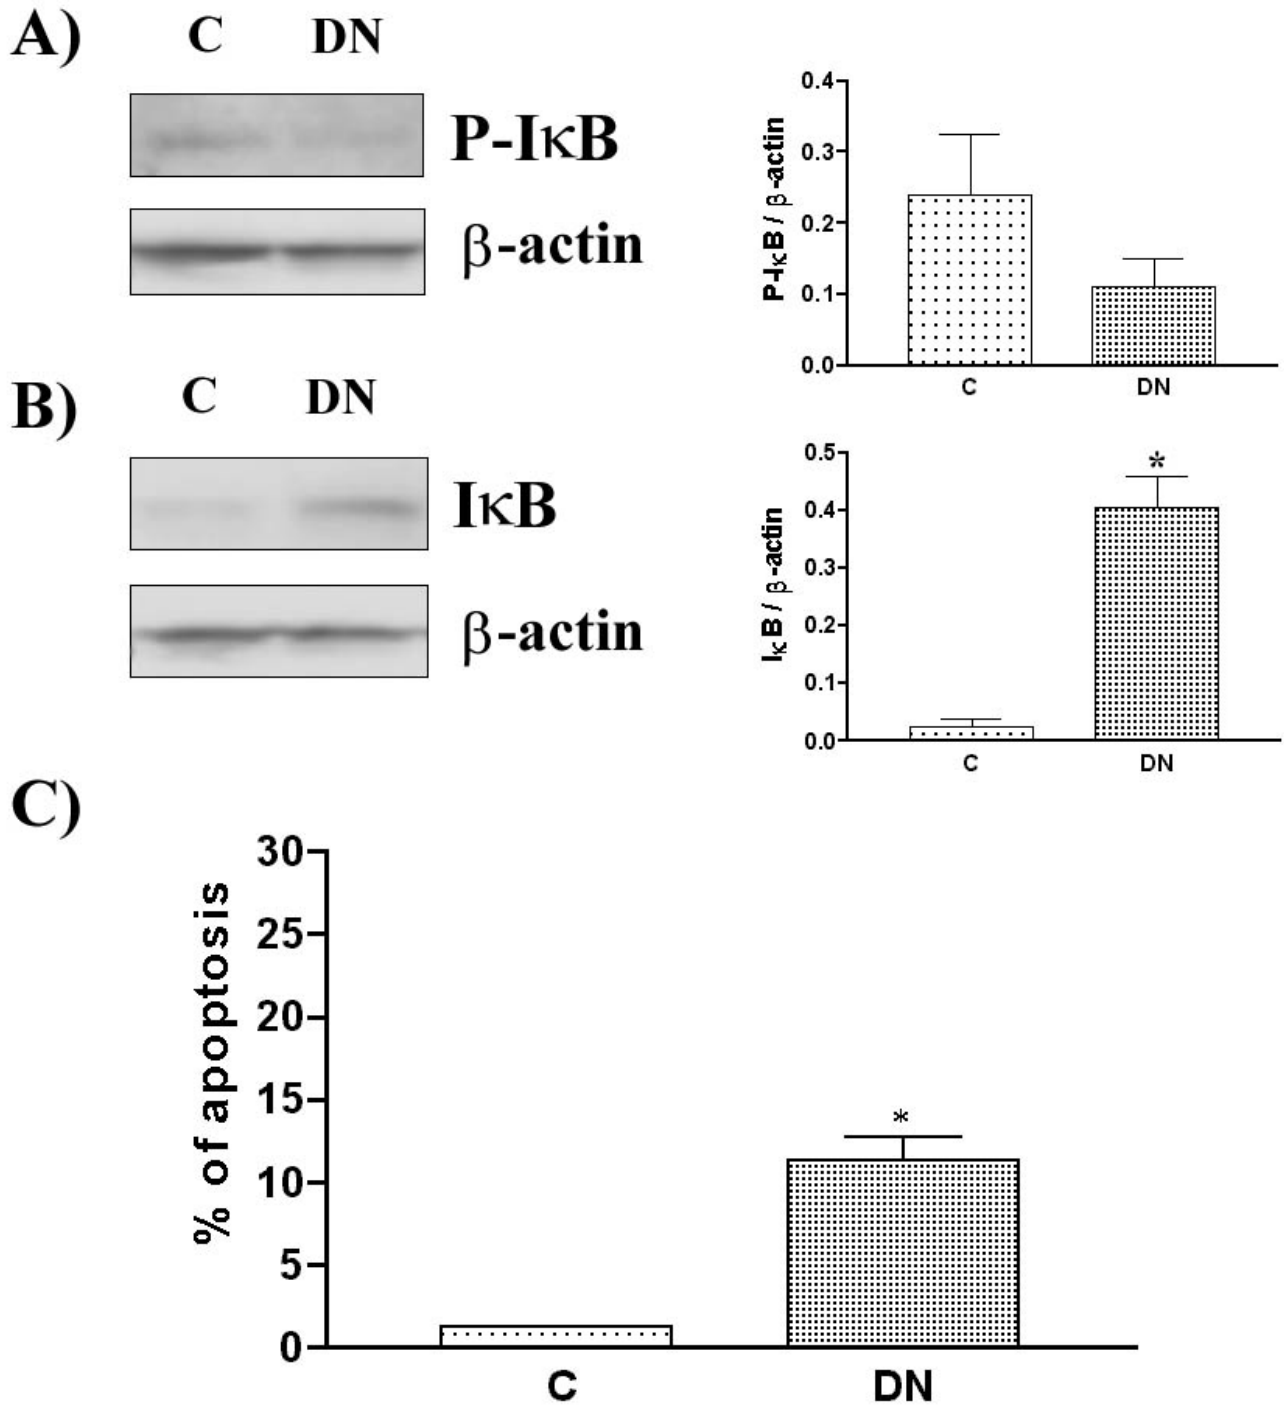 A)
C DN
P-IκB
β-actin
P-IκB / β-actin
0.4
0.3
0.2
0.1
0.0
C DN
B)
C DN
IκB
β-actin
IκB / β-actin
0.5
0.4
0.3
0.2
0.1
0.0
*
C DN
C)
% of apoptosis
30
25
20
15
10
5
0
*
C DN